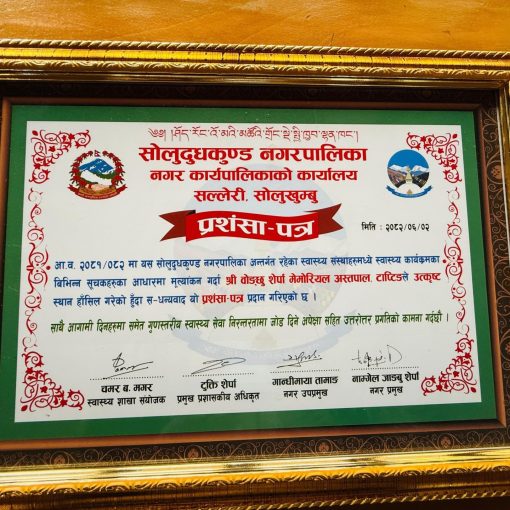 सोलुदुधकुण्ड नगरपालिका
नगर कार्यपालिकाको कार्यालय
सल्लेरी, सोलुखुम्बु
प्रशंसा-पत्र
मिति : २०८२/०६/०२
आ.व. २०८१/०८२ मा यस सोलुदुधकुण्ड नगरपालिका अन्तर्गत रहेका स्वास्थ्य संस्थाहरुमध्ये स्वास्थ्य कार्यक्रमका
बिभिन्न सूचकहरुका आधारमा मुल्यांकन गर्दा श्री शेर्पा मेमोरियल अस्पताल, टाप्टिङले उत्कृष्ट
स्थान हाँसिल गरेको हुँदा स-धन्यवाद यो प्रशंसा-पत्र प्रदान गरिएको छ ।
साथै आगामी दिनहरुमा समेत गुणस्तरीय स्वास्थ्य सेवा निरन्तरतामा जोड दिने अपेक्षा सहित उत्तरोत्तर प्रगतिको कामना गर्दछौं ।
चमर ब. मगर
स्वास्थ्य शाखा संयोजक
टुक्ति शेर्पा
प्रमुख प्रशासकीय अधिकृत
गान्धीमाया तामाङ
नगर उपप्रमुख
नाम्गेल जाङबु शेर्पा
नगर प्रमुख